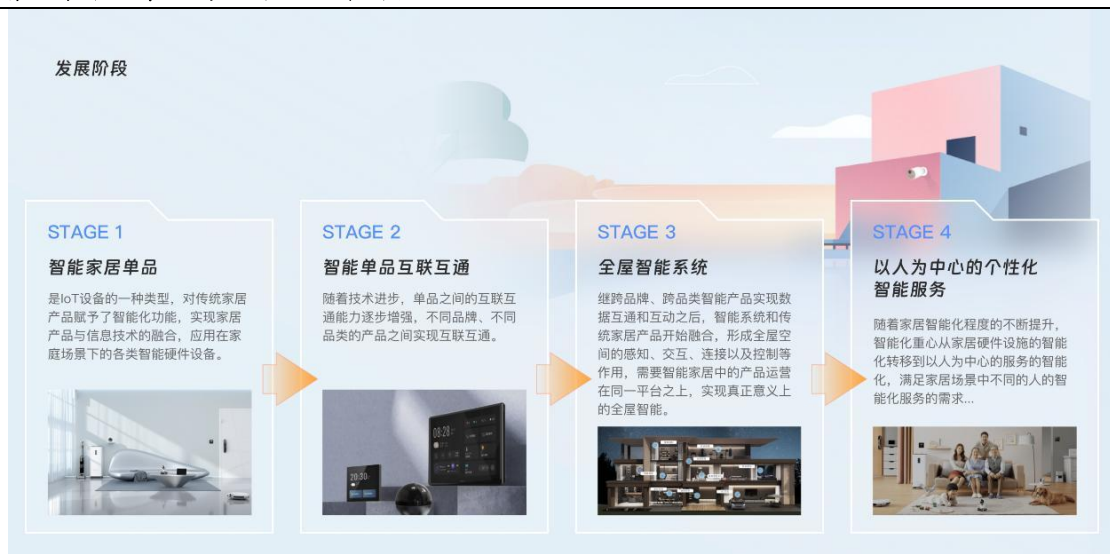 发展阶段
STAGE 1
智能家居单品
是IoT设备的一种类型，对传统家居
产品赋予了智能化功能，实现家居
产品与信息技术的融合，应用在家
庭场景下的各类智能硬件设备。
STAGE 2
智能单品互联互通
随着技术进步，单品之间的互联互
通能力逐步增强，不同品牌、不同
品类的产品之间实现互联互通。
08:28
20:30
STAGE 3
全屋智能系统
继跨品牌、跨品类智能产品实现数
据互通和互动之后，智能系统和传
统家居产品开始融合，形成全屋空
间的感知、交互、连接以及控制等
作用，需要智能家居中的产品运营
在同一平台之上，实现真正意义上
的全屋智能。
STAGE 4
以人为中心的个性化
智能服务
随着家居智能化程度的不断提升，
智能化重心从家居硬件设施的智能
化转移到以人为中心的服务的智能
化，满足家居场景中不同的人的智
能化服务的需求...